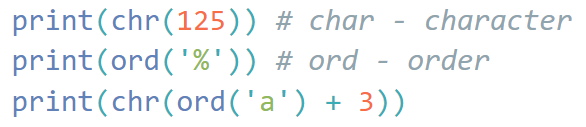 print(chr(125)) # char - character
print(ord('%')) # ord - order
print(chr(ord('a') + 3))